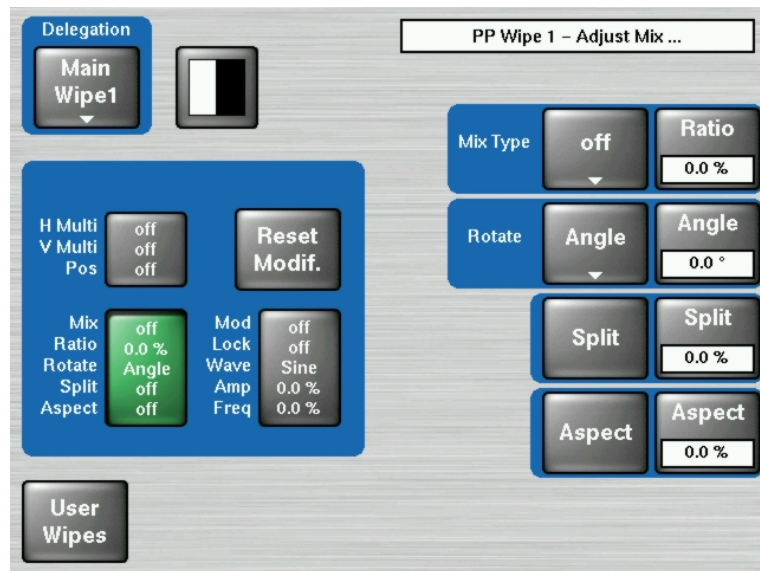 Delegation
Main
Wipe1
PP Wipe 1 – Adjust Mix ...
Mix Type
off
Ratio
0.0 %
Rotate
Angle
Angle
0.0 °
Split
Split
0.0 %
Aspect
Aspect
0.0 %
H Multi off
V Multi off
Pos off
Reset
Modif.
Mix off
Ratio 0.0 %
Rotate Angle
Split off
Aspect off
Mod off
Lock off
Wave Sine
Amp 0.0 %
Freq 0.0 %
User
Wipes